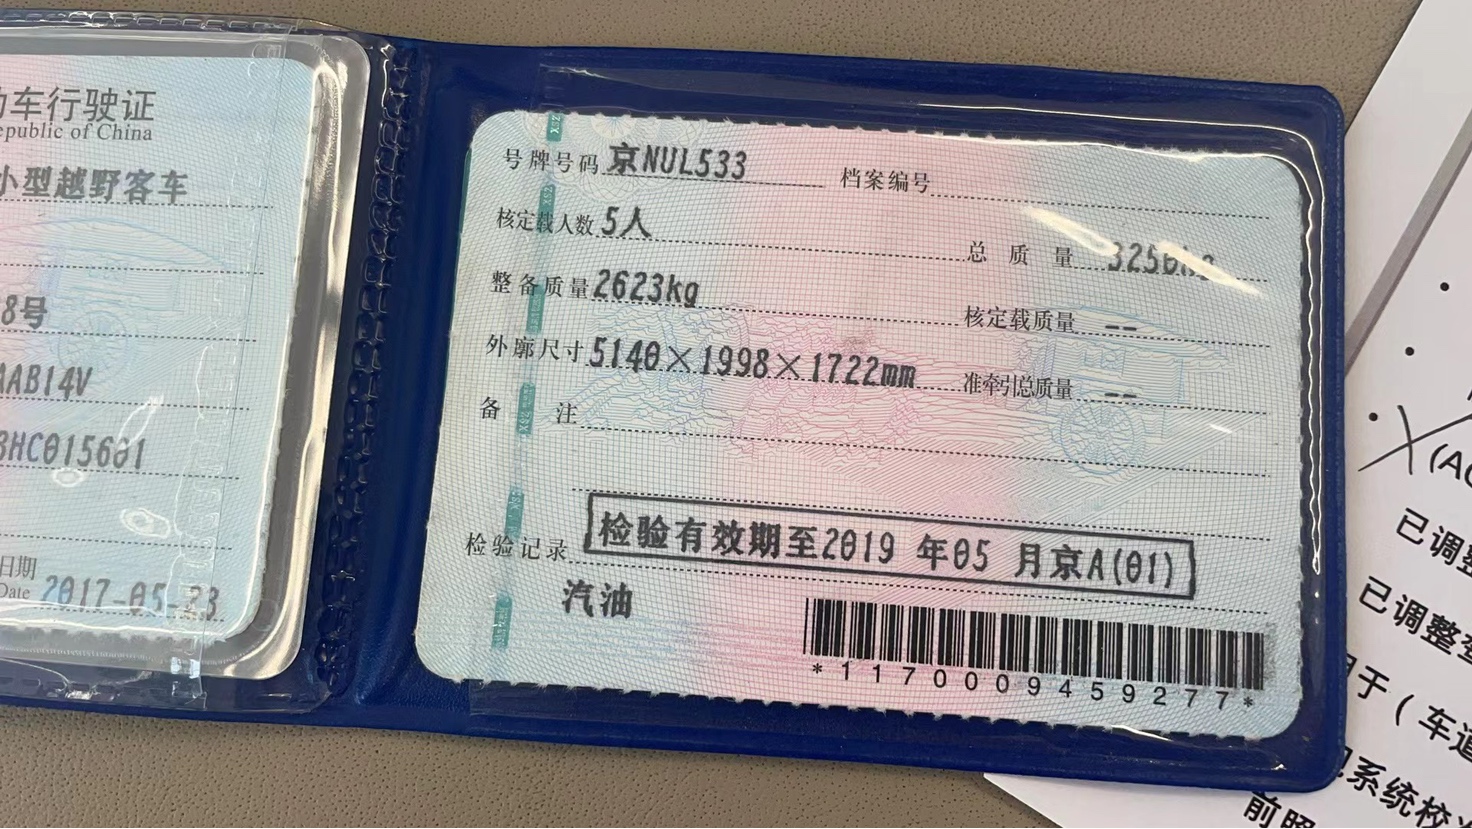 动车行驶证
epublic of China
小型越野客车
8号
AAB14V
BHC015601
日期
Date 2017-05-23
号牌号码 京NUL533 档案编号
核定载人数 5人 总质量
整备质量 2623kg 核定载质量 --
外廓尺寸 5140×1998×1722mm 准牵引总质量 --
备注
检验记录 检验有效期至2019年05月京A(01)
汽油
*1170009459277*
(AC
已调整
已调整
于(车道
系统校
前照